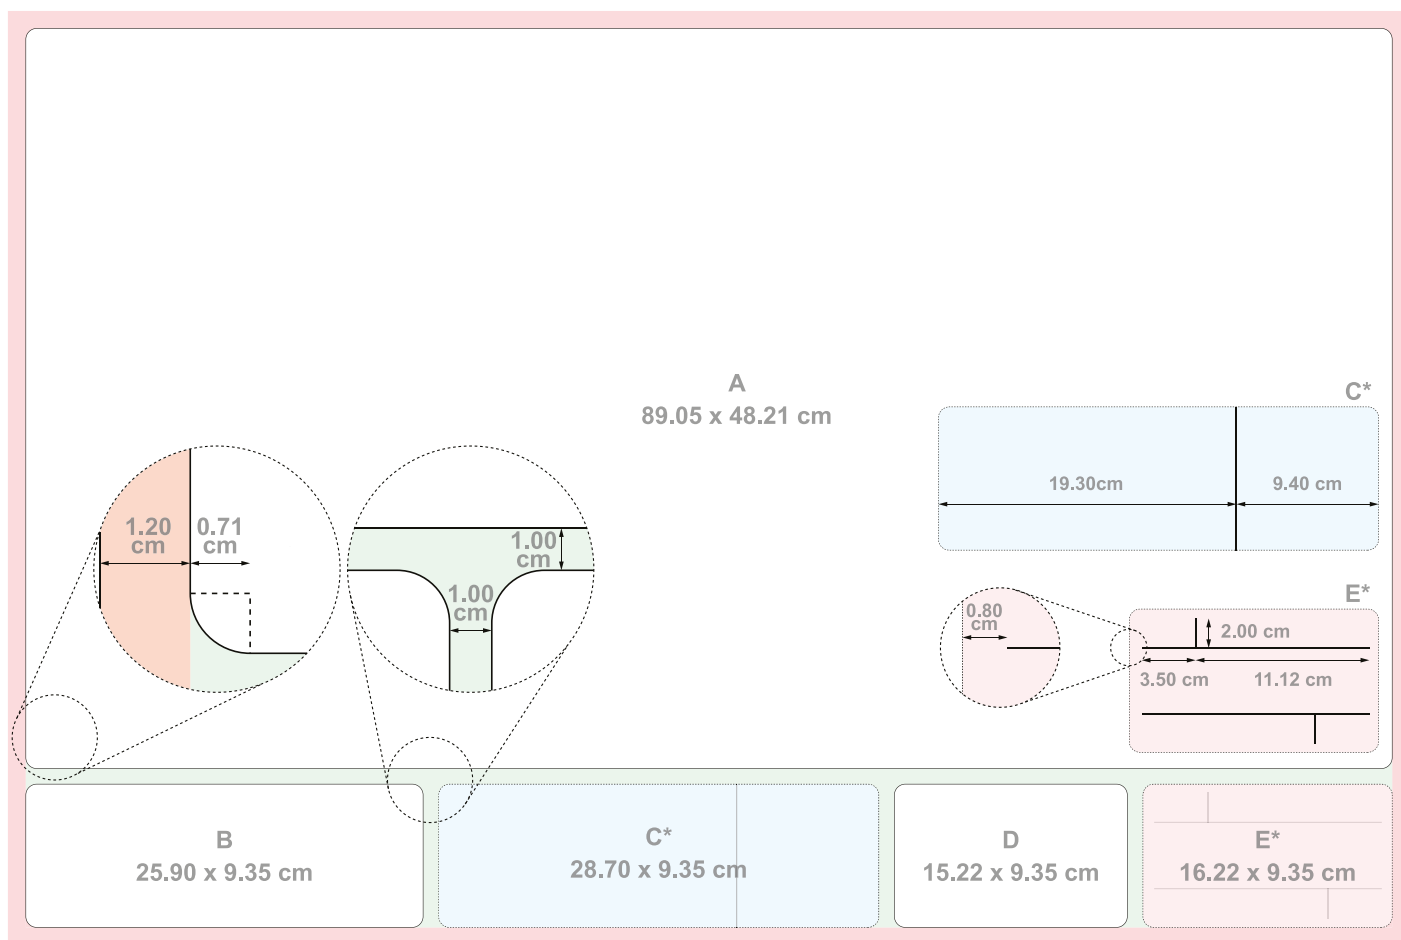 A
89.05 x 48.21 cm
C*
19.30cm
9.40 cm
1.20
cm
0.71
cm
1.00
cm
1.00
cm
E*
0.80
cm
2.00 cm
3.50 cm
11.12 cm
B
25.90 x 9.35 cm
C*
28.70 x 9.35 cm
D
15.22 x 9.35 cm
E*
16.22 x 9.35 cm